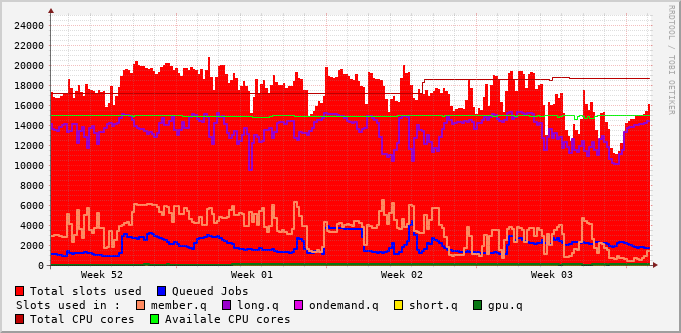 24000
22000
20000
18000
16000
14000
12000
10000
8000
6000
4000
2000
0
Week 52 Week 01 Week 02 Week 03
RRDTOOL / TOBI OETIKER
Total slots used Queued Jobs
Slots used in : member.q long.q ondemand.q short.q gpu.q
Total CPU cores Availale CPU cores